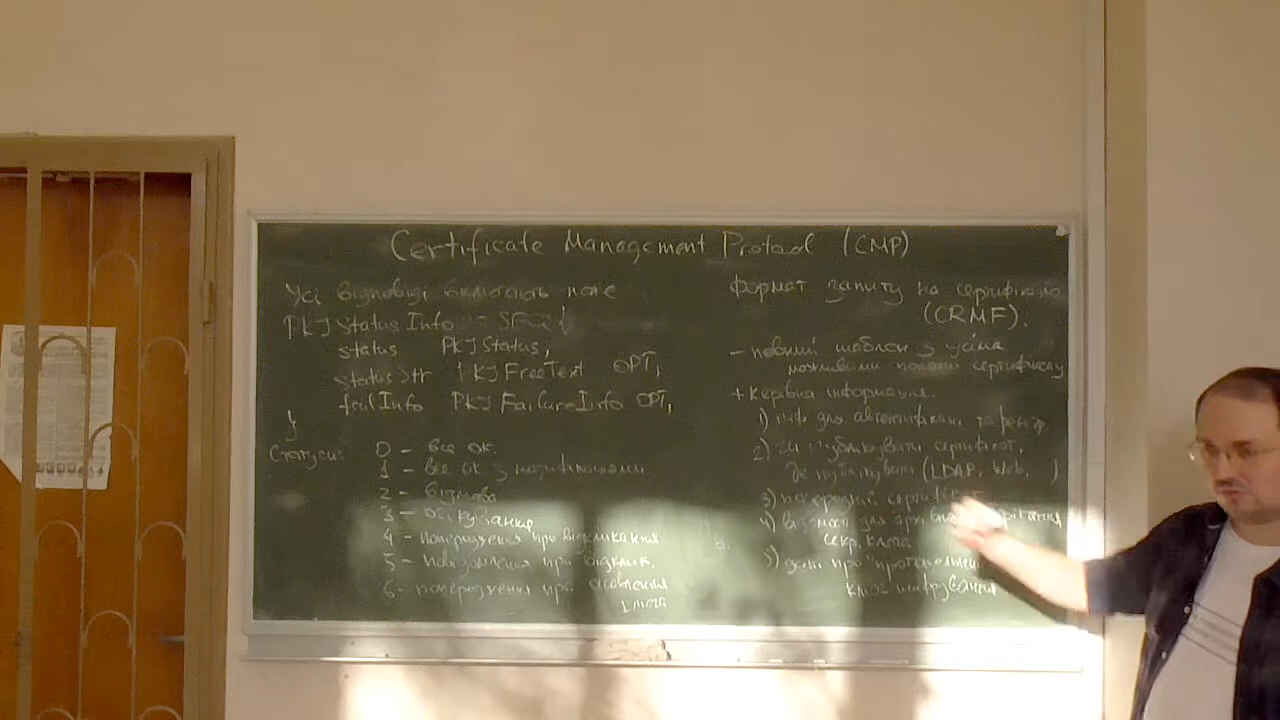 Certificate Management Protocol (CMP)
Усі відповіді включають поле
PKIStatusInfo ::= SEQ {
status PKIStatus,
statusStr PKIFreeText OPT,
failInfo PKIFailureInfo OPT,
}
Статуси:
0 - все ок.
1 - все ок з модифікаціями
2 - відмова
3 - очікування
4 - попередження про відкликання
5 - повідомлення про відклик.
6 - попередження про оновлення
ключа
Формат запиту на сертифікат
(CRMF).
- повний шаблон з усіма
можливими полями сертифікату
+ керівна інформація.
1) інф для автентифікації та
2) чи публікувати сертифікат,
де публікувати (LDAP, Web, )
3) попередній сертифікат
4) для
секр. ключа
5) дані про протокольний
ключ шифрування